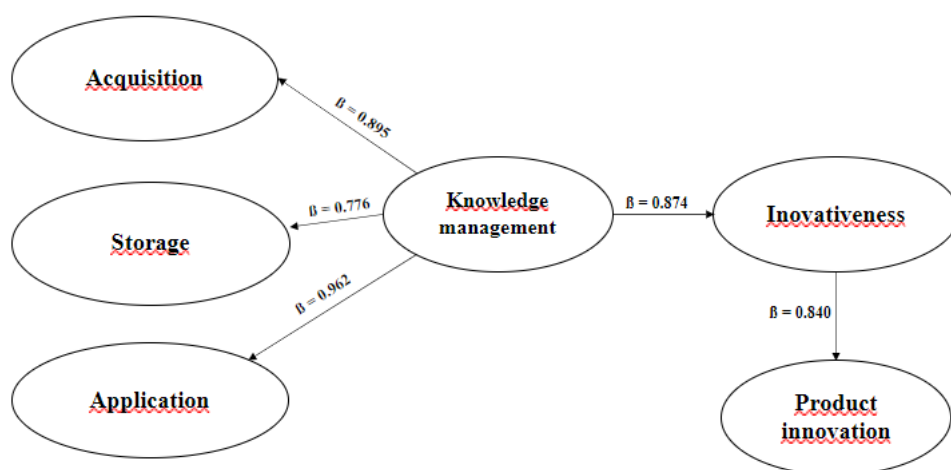 Acquisition
ß = 0.895
Storage
ß = 0.776
Knowledge
management
ß = 0.874
Inovativeness
ß = 0.962
ß = 0.840
Application
Product
innovation